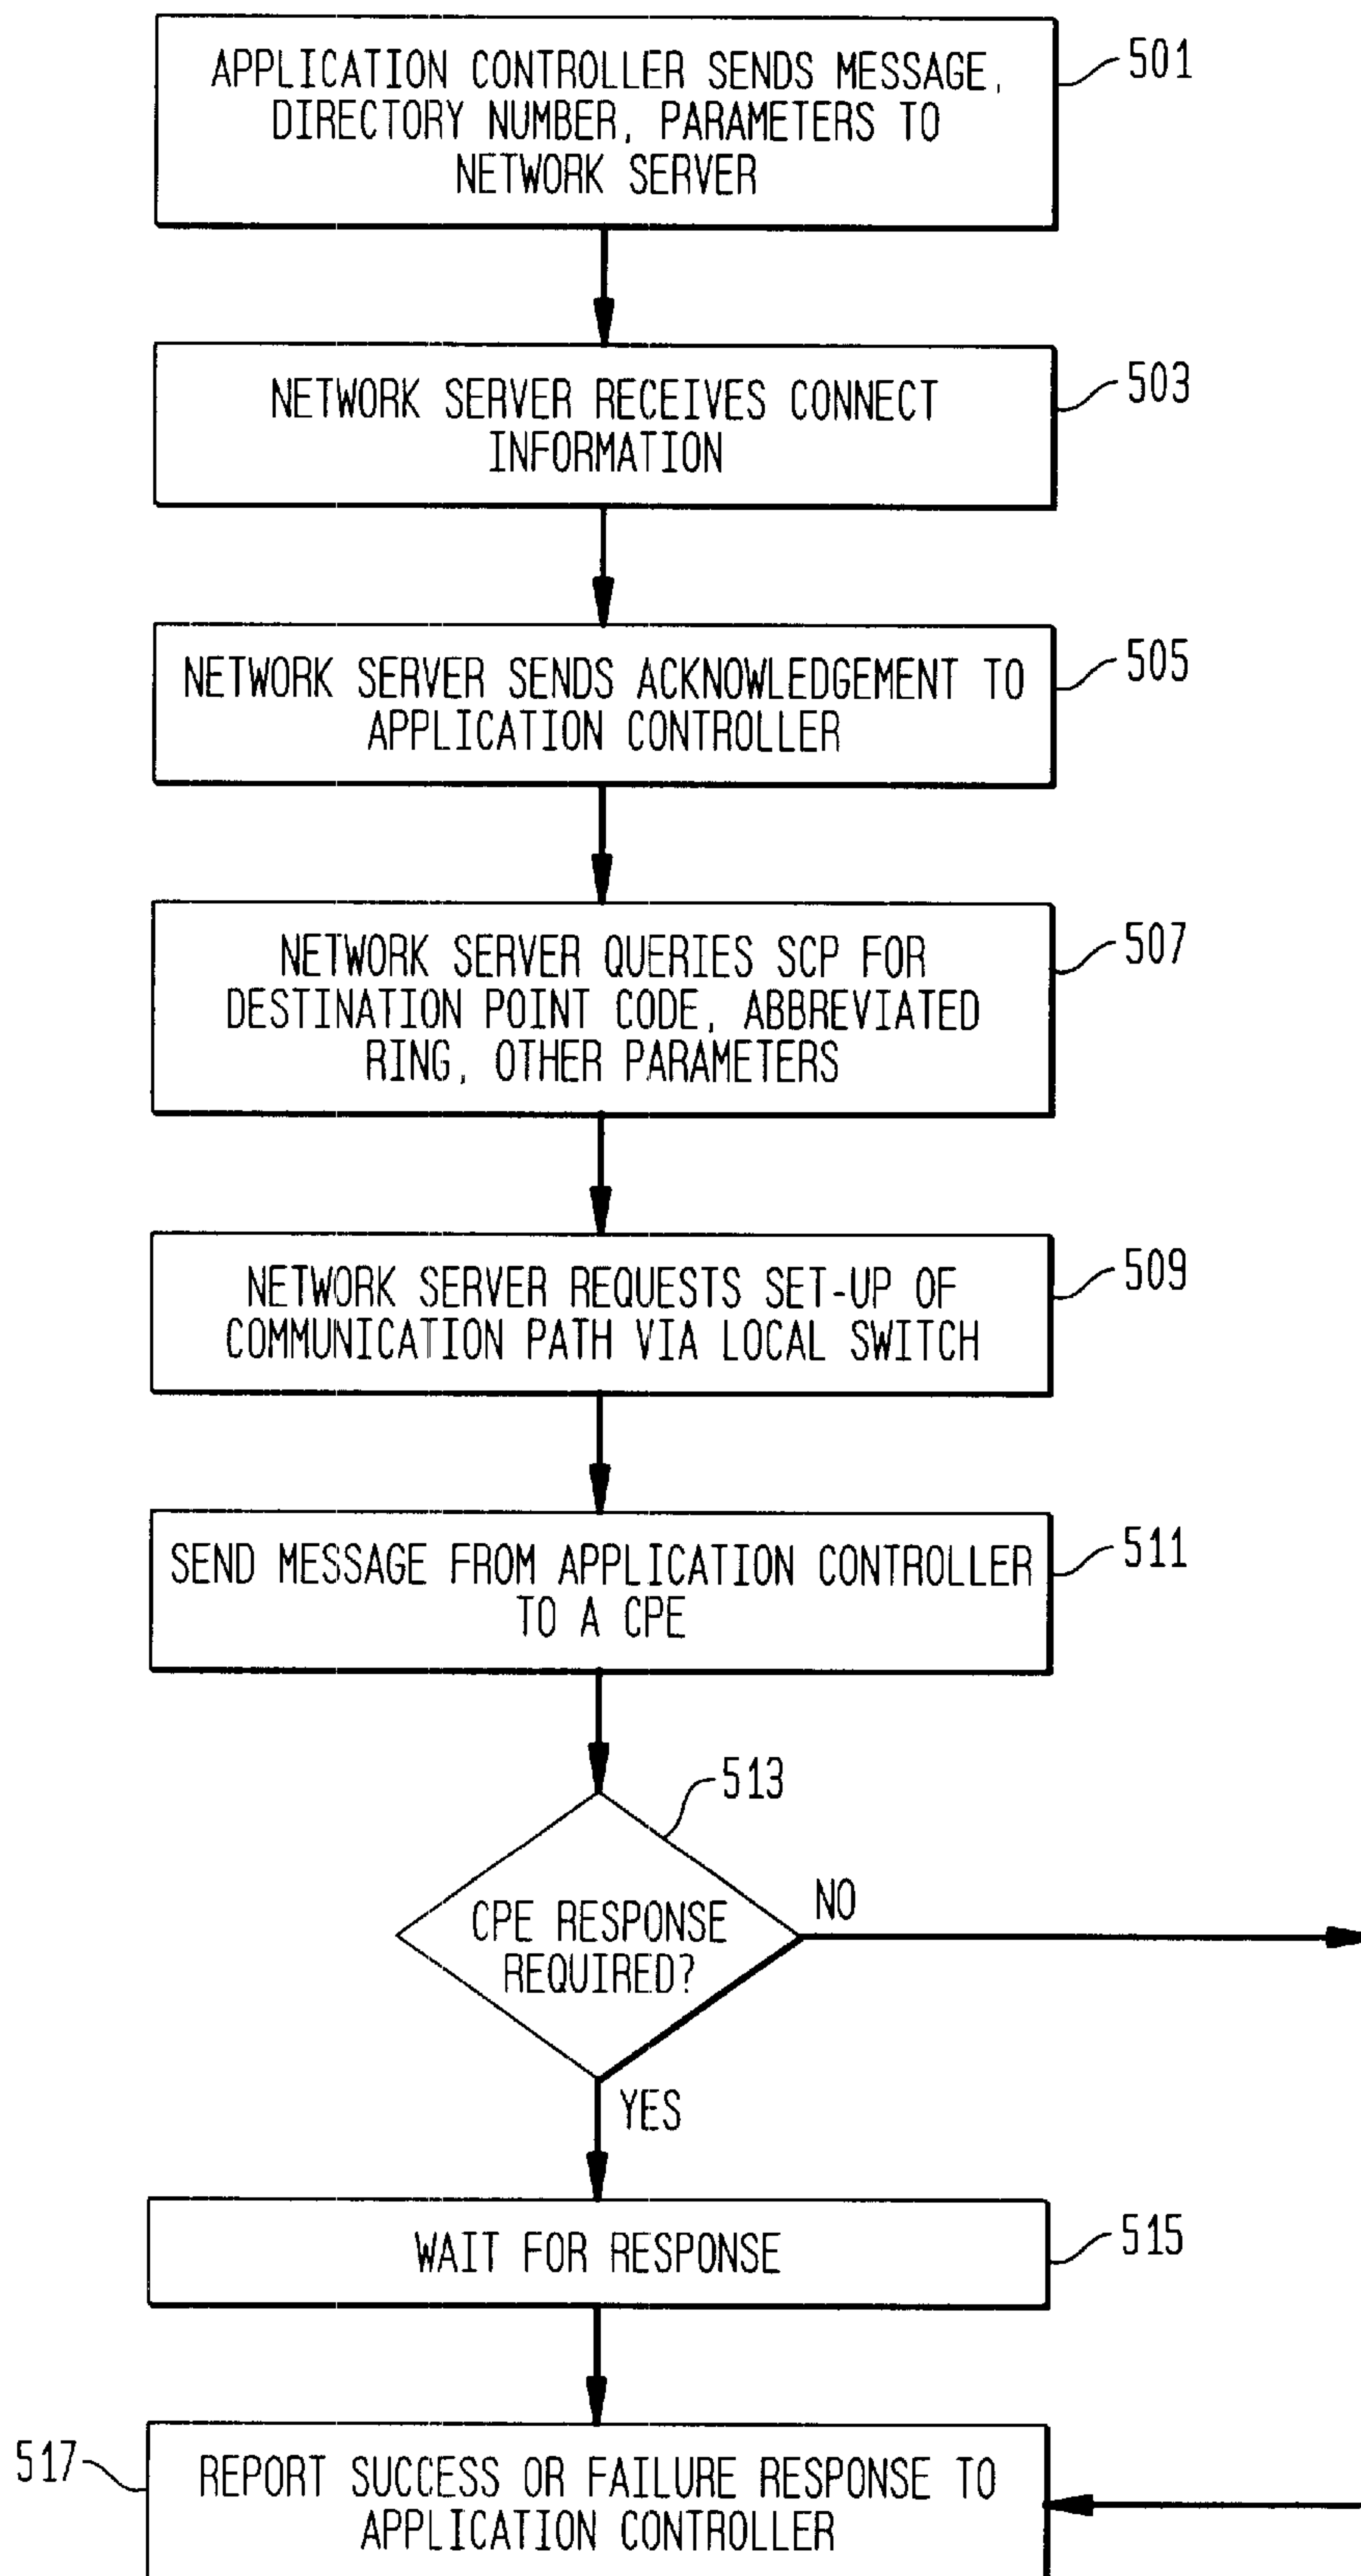 APPLICATION CONTROLLER SENDS MESSAGE,
DIRECTORY NUMBER, PARAMETERS TO
NETWORK SERVER
501
NETWORK SERVER RECEIVES CONNECT
INFORMATION
503
NETWORK SERVER SENDS ACKNOWLEDGEMENT TO
APPLICATION CONTROLLER
505
NETWORK SERVER QUERIES SCP FOR
DESTINATION POINT CODE, ABBREVIATED
RING, OTHER PARAMETERS
507
NETWORK SERVER REQUESTS SET-UP OF
COMMUNICATION PATH VIA LOCAL SWITCH
509
SEND MESSAGE FROM APPLICATION CONTROLLER
TO A CPE
511
513
CPE RESPONSE
REQUIRED?
NO
YES
WAIT FOR RESPONSE
515
517
REPORT SUCCESS OR FAILURE RESPONSE TO
APPLICATION CONTROLLER